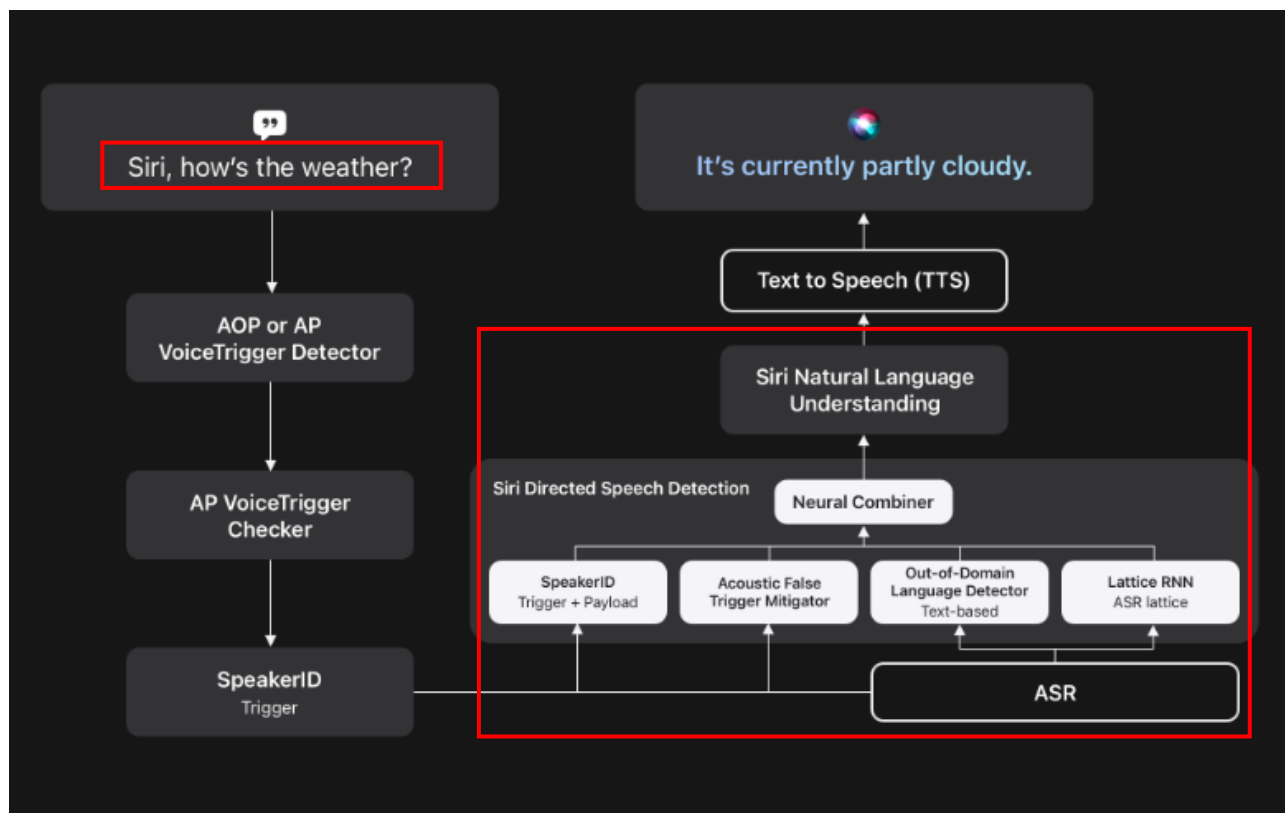 Siri, how's the weather?
AOP or AP
VoiceTrigger Detector
AP VoiceTrigger
Checker
SpeakerID
Trigger
It's currently partly cloudy.
Text to Speech (TTS)
Siri Natural Language
Understanding
Siri Directed Speech Detection
Neural Combiner
SpeakerID
Trigger + Payload
Acoustic False
Trigger Mitigator
Out-of-Domain
Language Detector
Text-based
Lattice RNN
ASR lattice
ASR